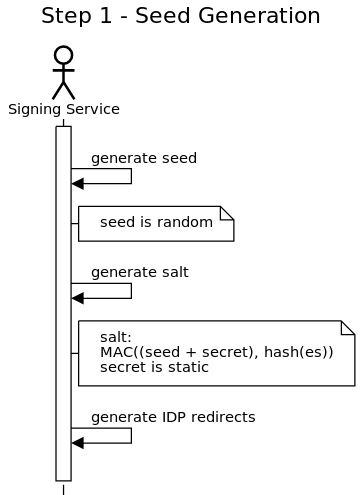 Step 1 - Seed Generation
Signing Service
generate seed
seed is random
generate salt
salt:
MAC((seed + secret), hash(es))
secret is static
generate IDP redirects